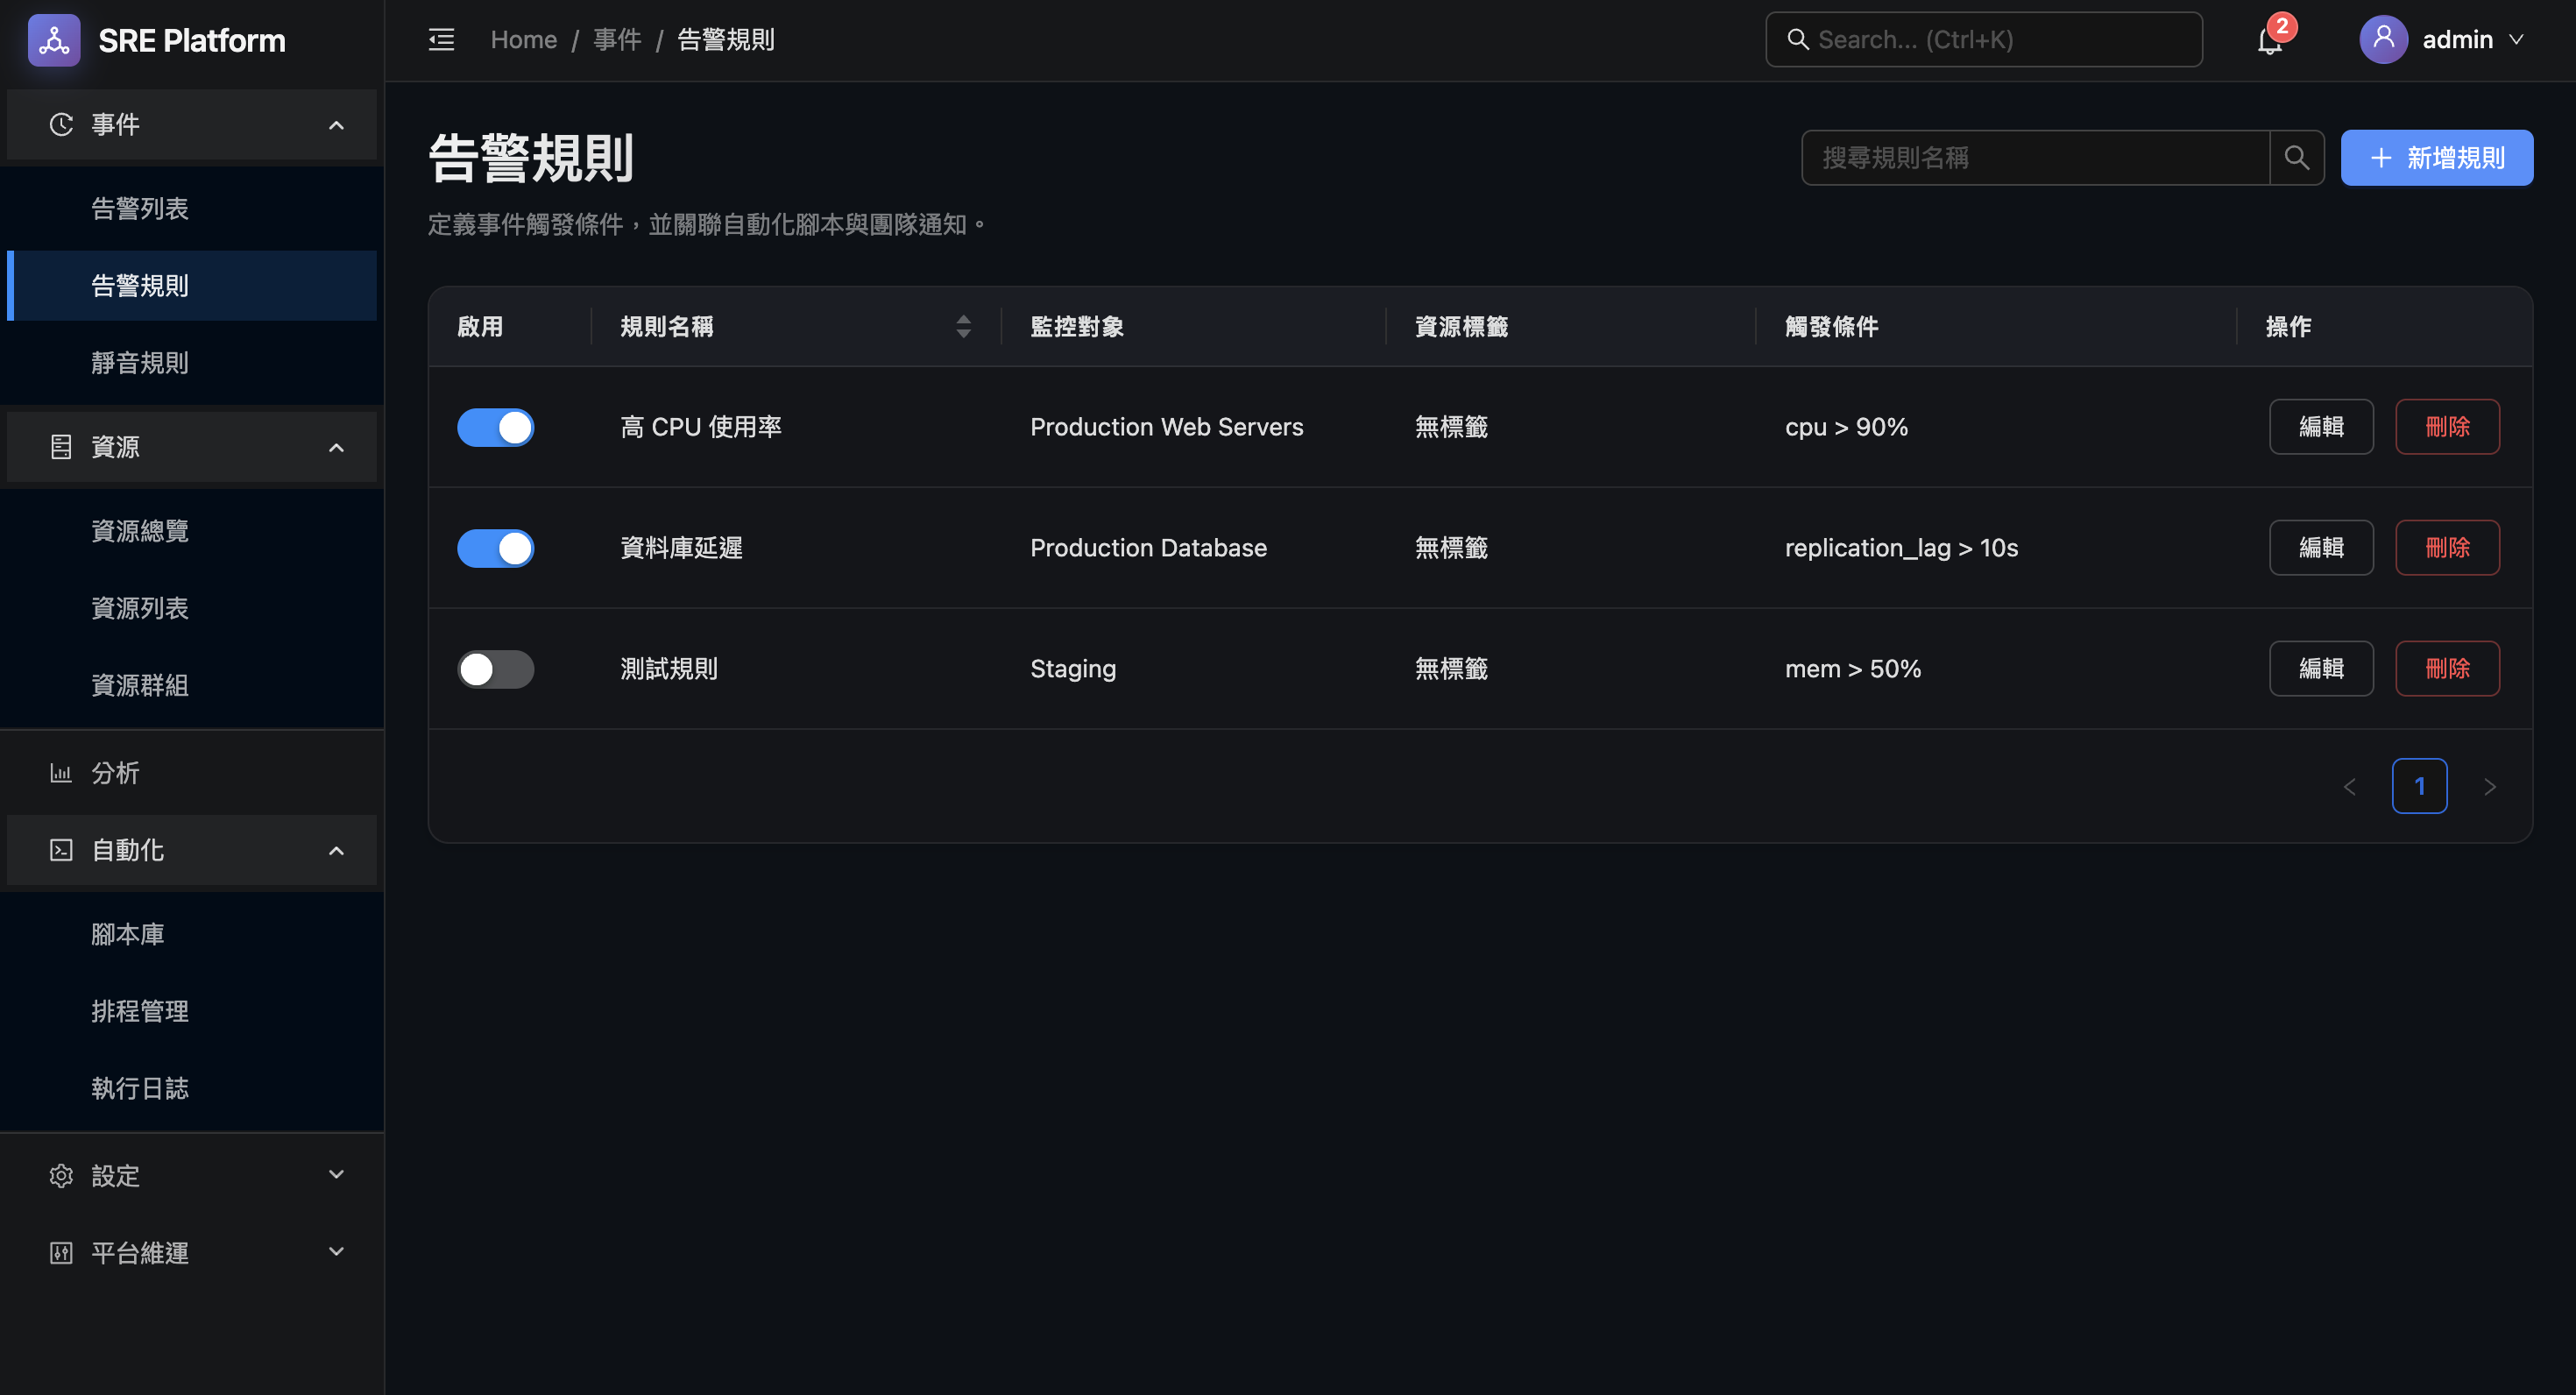 SRE Platform
Home / 事件 / 告警規則
Search... (Ctrl+K)
2
admin
事件
告警列表
告警規則
靜音規則
資源
資源總覽
資源列表
資源群組
分析
自動化
腳本庫
排程管理
執行日誌
設定
平台維運
告警規則
定義事件觸發條件，並關聯自動化腳本與團隊通知。
搜尋規則名稱
新增規則
啟用 規則名稱 監控對象 資源標籤 觸發條件 操作
高 CPU 使用率 Production Web Servers 無標籤 cpu > 90% 編輯 刪除
資料庫延遲 Production Database 無標籤 replication_lag > 10s 編輯 刪除
測試規則 Staging 無標籤 mem > 50% 編輯 刪除
1